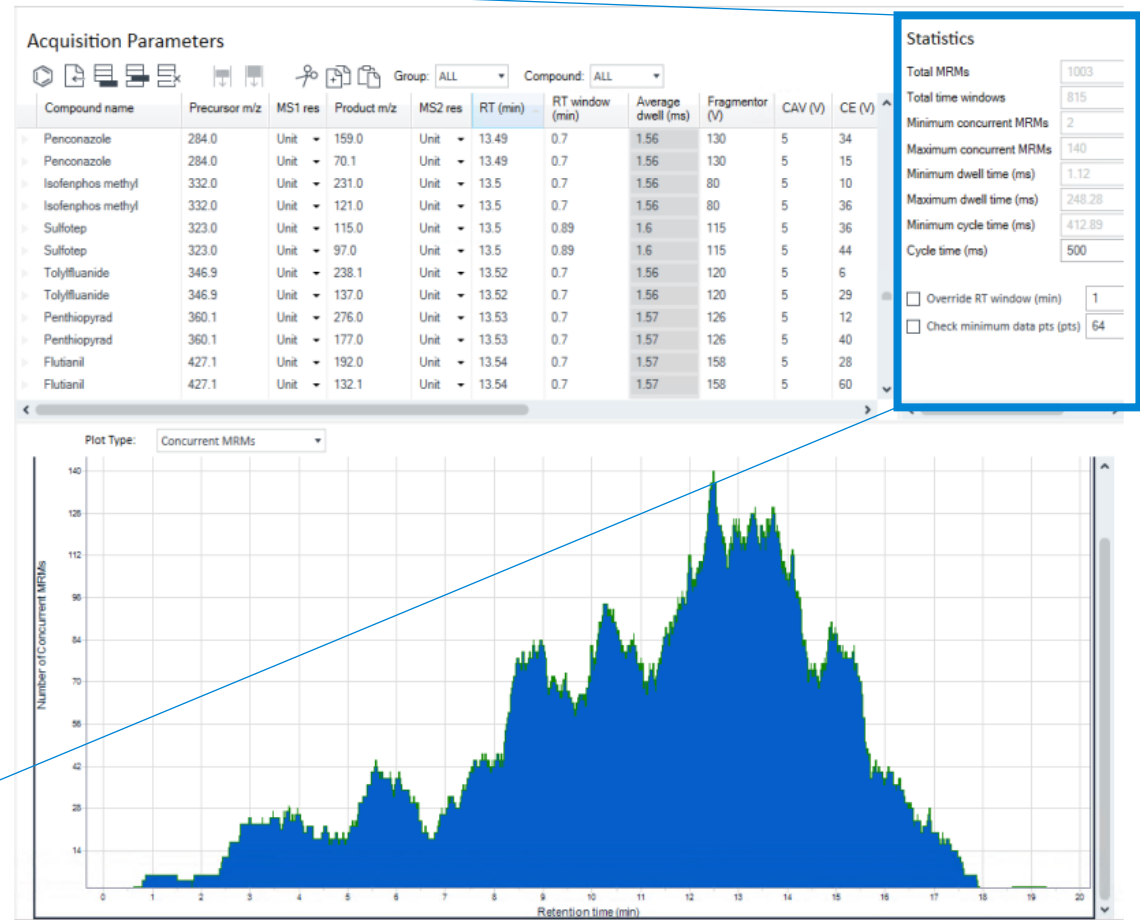 Acquisition Parameters
Group: ALL Compound: ALL
Compound name Precursor m/z MS1 res Product m/z MS2 res RT (min) RT window (min) Average dwell (ms) Fragmentor (V) CAV (V) CE (V)
Penconazole 284.0 Unit 159.0 Unit 13.49 0.7 1.56 130 5 34
Penconazole 284.0 Unit 70.1 Unit 13.49 0.7 1.56 130 5 15
Isofenphos methyl 332.0 Unit 231.0 Unit 13.5 0.7 1.56 80 5 10
Isofenphos methyl 332.0 Unit 121.0 Unit 13.5 0.7 1.56 80 5 36
Sulfotep 323.0 Unit 115.0 Unit 13.5 0.89 1.6 115 5 36
Sulfotep 323.0 Unit 97.0 Unit 13.5 0.89 1.6 115 5 44
Tolylfluanide 346.9 Unit 238.1 Unit 13.52 0.7 1.56 120 5 6
Tolylfluanide 346.9 Unit 137.0 Unit 13.52 0.7 1.56 120 5 29
Penthiopyrad 360.1 Unit 276.0 Unit 13.53 0.7 1.57 126 5 12
Penthiopyrad 360.1 Unit 177.0 Unit 13.53 0.7 1.57 126 5 40
Flutianil 427.1 Unit 192.0 Unit 13.54 0.7 1.57 158 5 28
Flutianil 427.1 Unit 132.1 Unit 13.54 0.7 1.57 158 5 60
Statistics
Total MRMs 1003
Total time windows 815
Minimum concurrent MRMs 2
Maximum concurrent MRMs 140
Minimum dwell time (ms) 1.12
Maximum dwell time (ms) 248.28
Minimum cycle time (ms) 412.89
Cycle time (ms) 500
Override RT window (min) 1
Check minimum data pts (pts) 64
Plot Type: Concurrent MRMs
Number of Concurrent MRMs
140
126
112
98
84
70
56
42
28
14
0 1 2 3 4 5 6 7 8 9 10 11 12 13 14 15 16 17 18 19 20
Retention time (min)